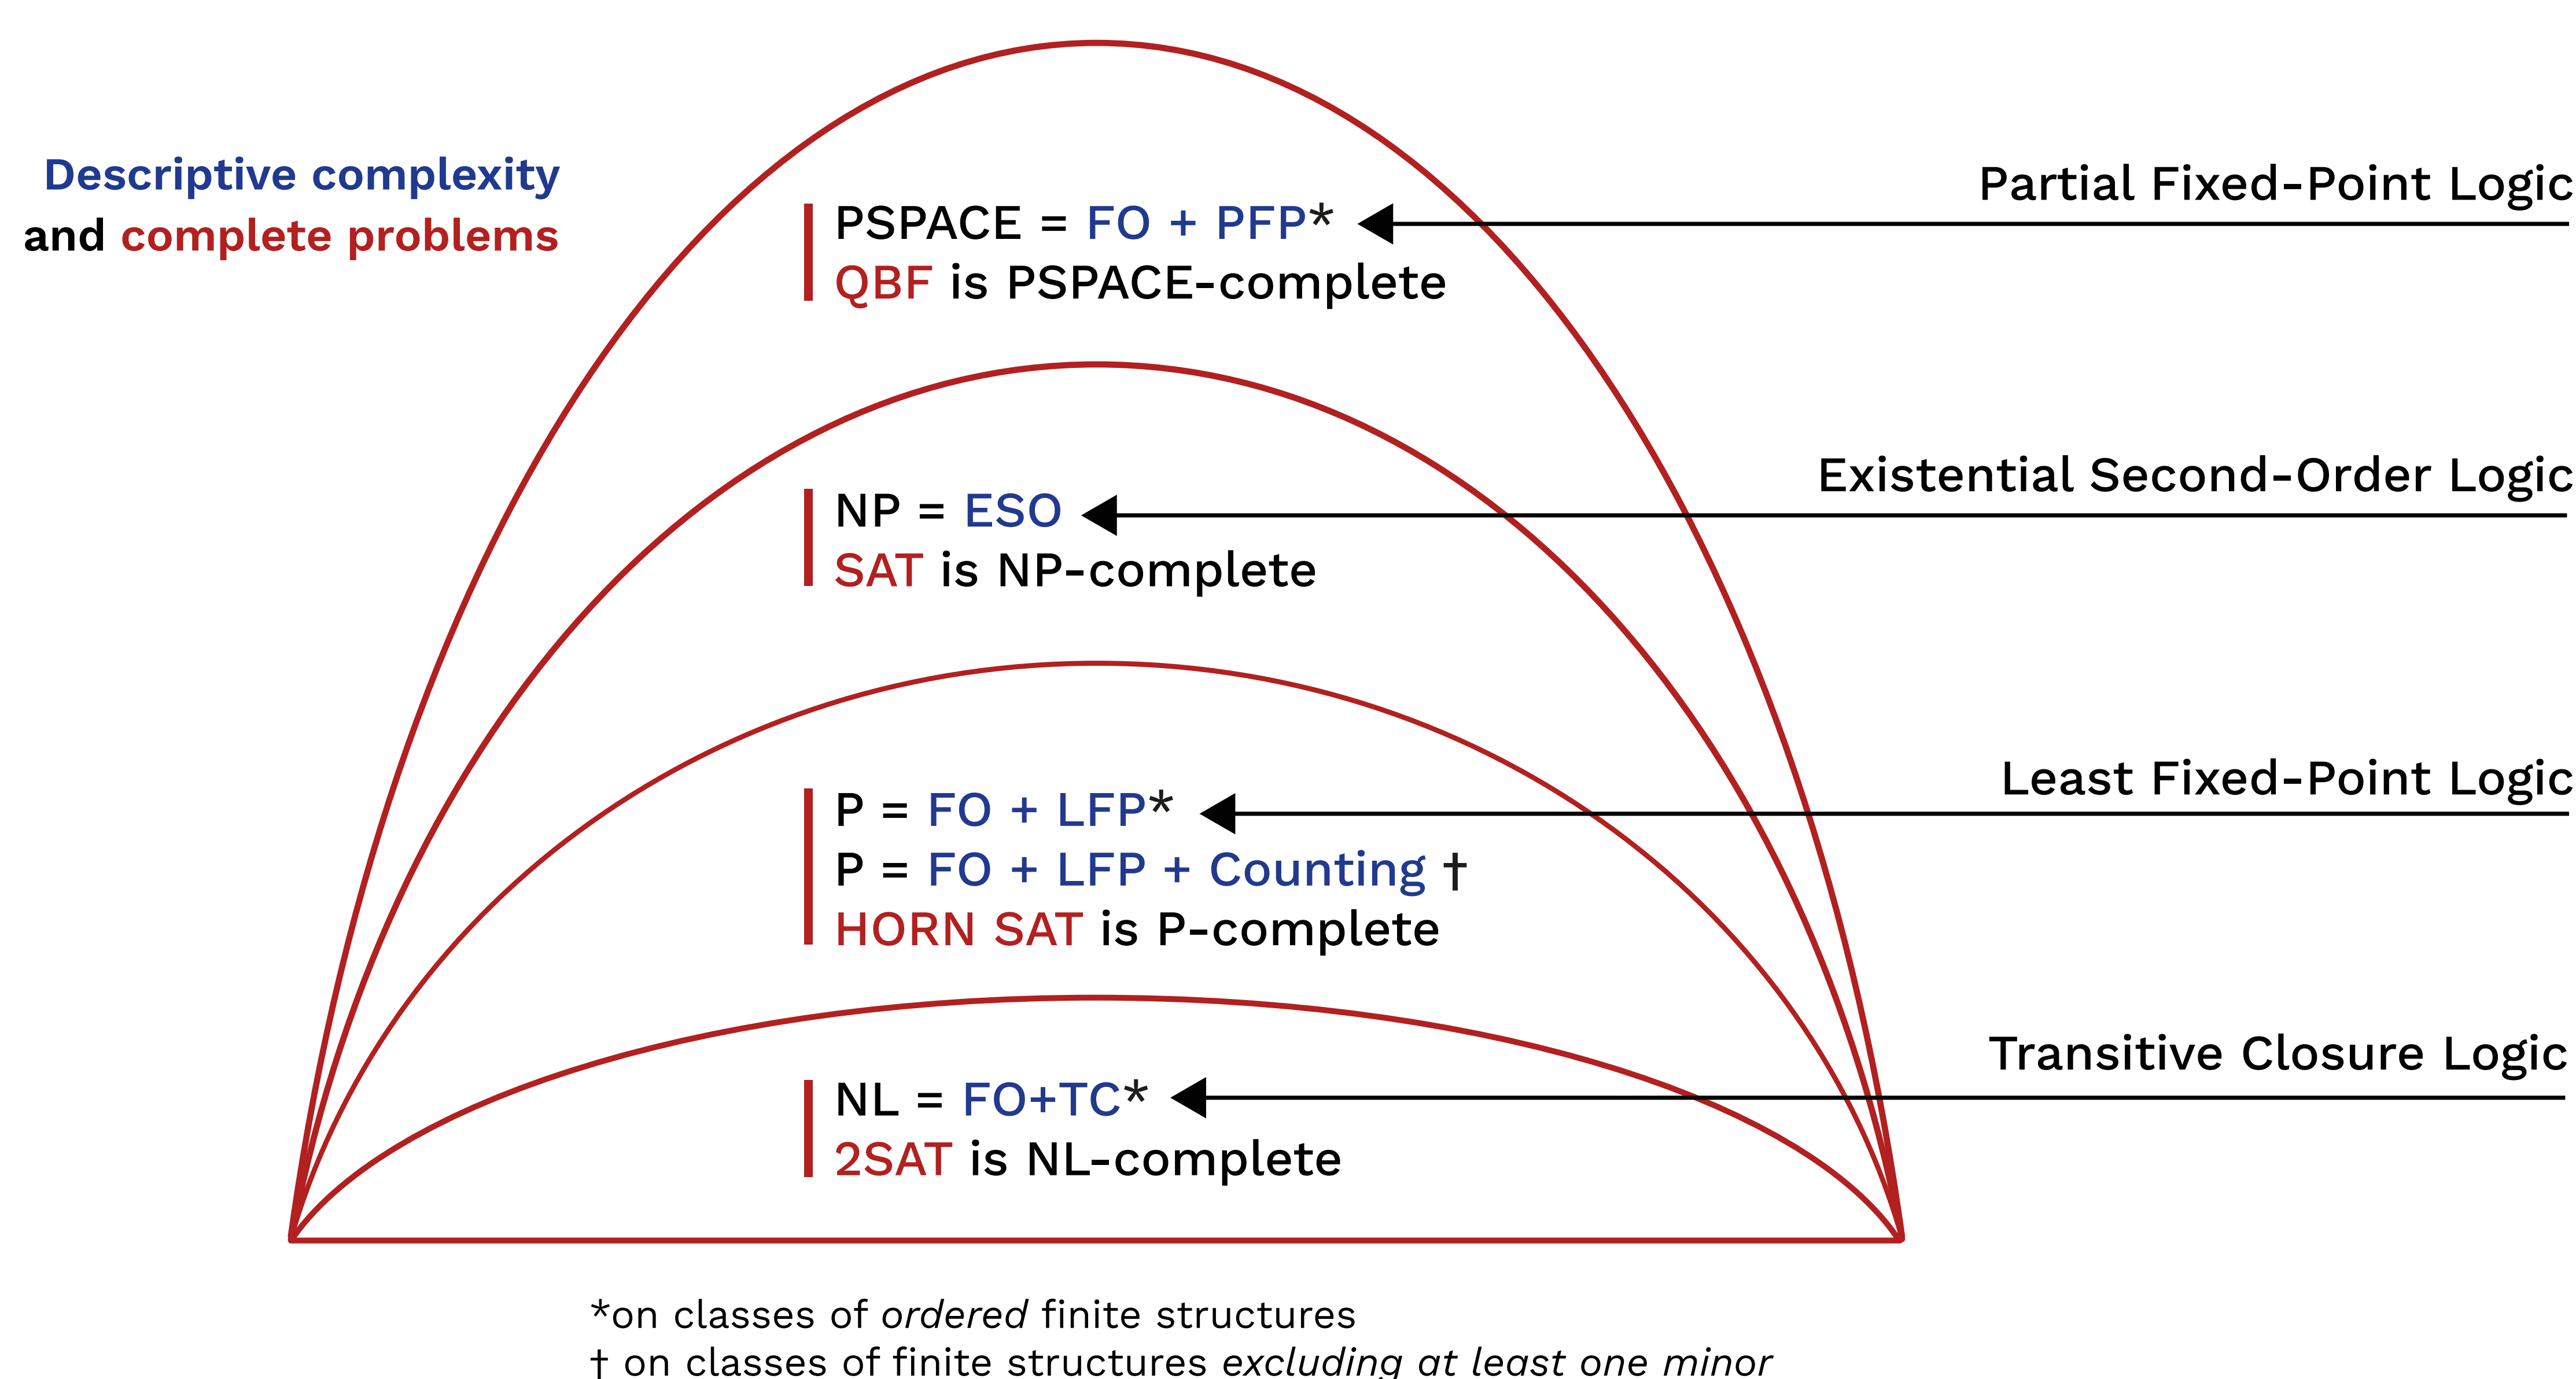 Descriptive complexity
and complete problems
Partial Fixed-Point Logic
PSPACE = FO + PFP*
QBF is PSPACE-complete
Existential Second-Order Logic
NP = ESO
SAT is NP-complete
Least Fixed-Point Logic
P = FO + LFP*
P = FO + LFP + Counting †
HORN SAT is P-complete
Transitive Closure Logic
NL = FO+TC*
2SAT is NL-complete
*on classes of ordered finite structures
† on classes of finite structures excluding at least one minor